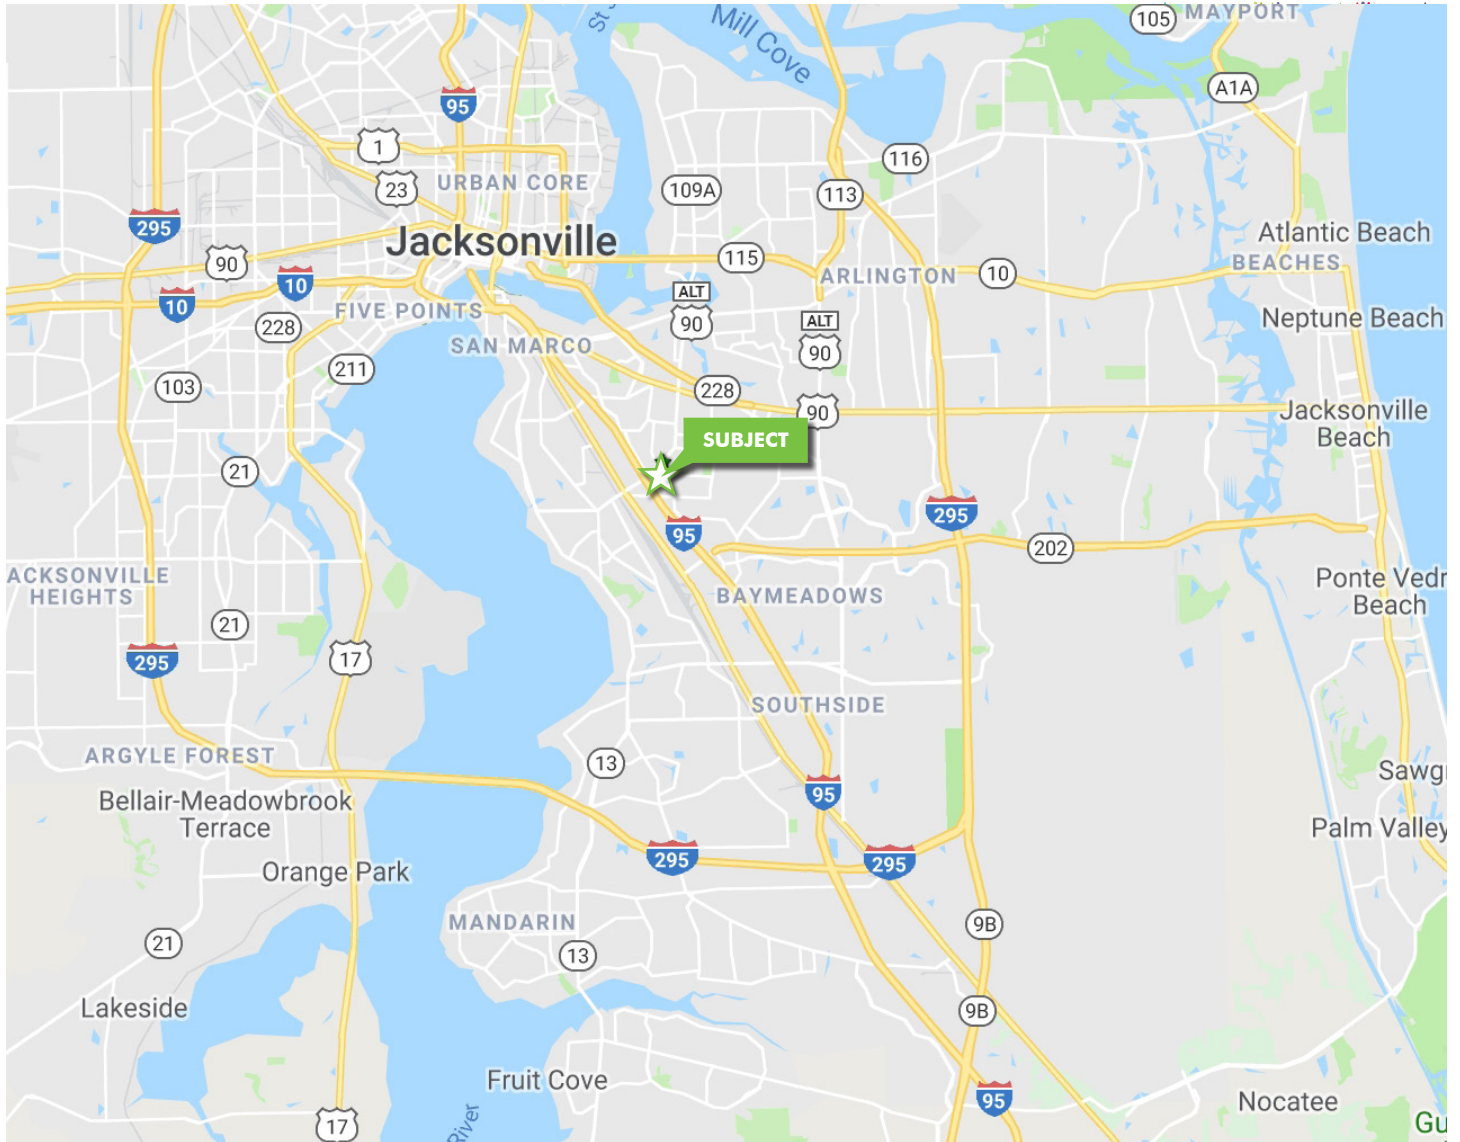 St
Mill Cove
105
MAYPORT
A1A
95
1
116
23
URBAN CORE
109A
113
295
Jacksonville
Atlantic Beach
90
115
ARLINGTON
10
BEACHES
10
10
ALT
90
FIVE POINTS
228
ALT
90
Neptune Beach
SAN MARCO
211
103
228
90
Jacksonville
Beach
SUBJECT
21
295
95
202
ACKSONVILLE
HEIGHTS
Ponte Vedr
Beach
BAYMEADOWS
21
17
295
SOUTHSIDE
ARGYLE FOREST
13
Sawg
Bellair-Meadowbrook
Terrace
95
Palm Valley
295
295
Orange Park
MANDARIN
9B
21
13
Lakeside
9B
Fruit Cove
95
Nocatee
River
17
Gu